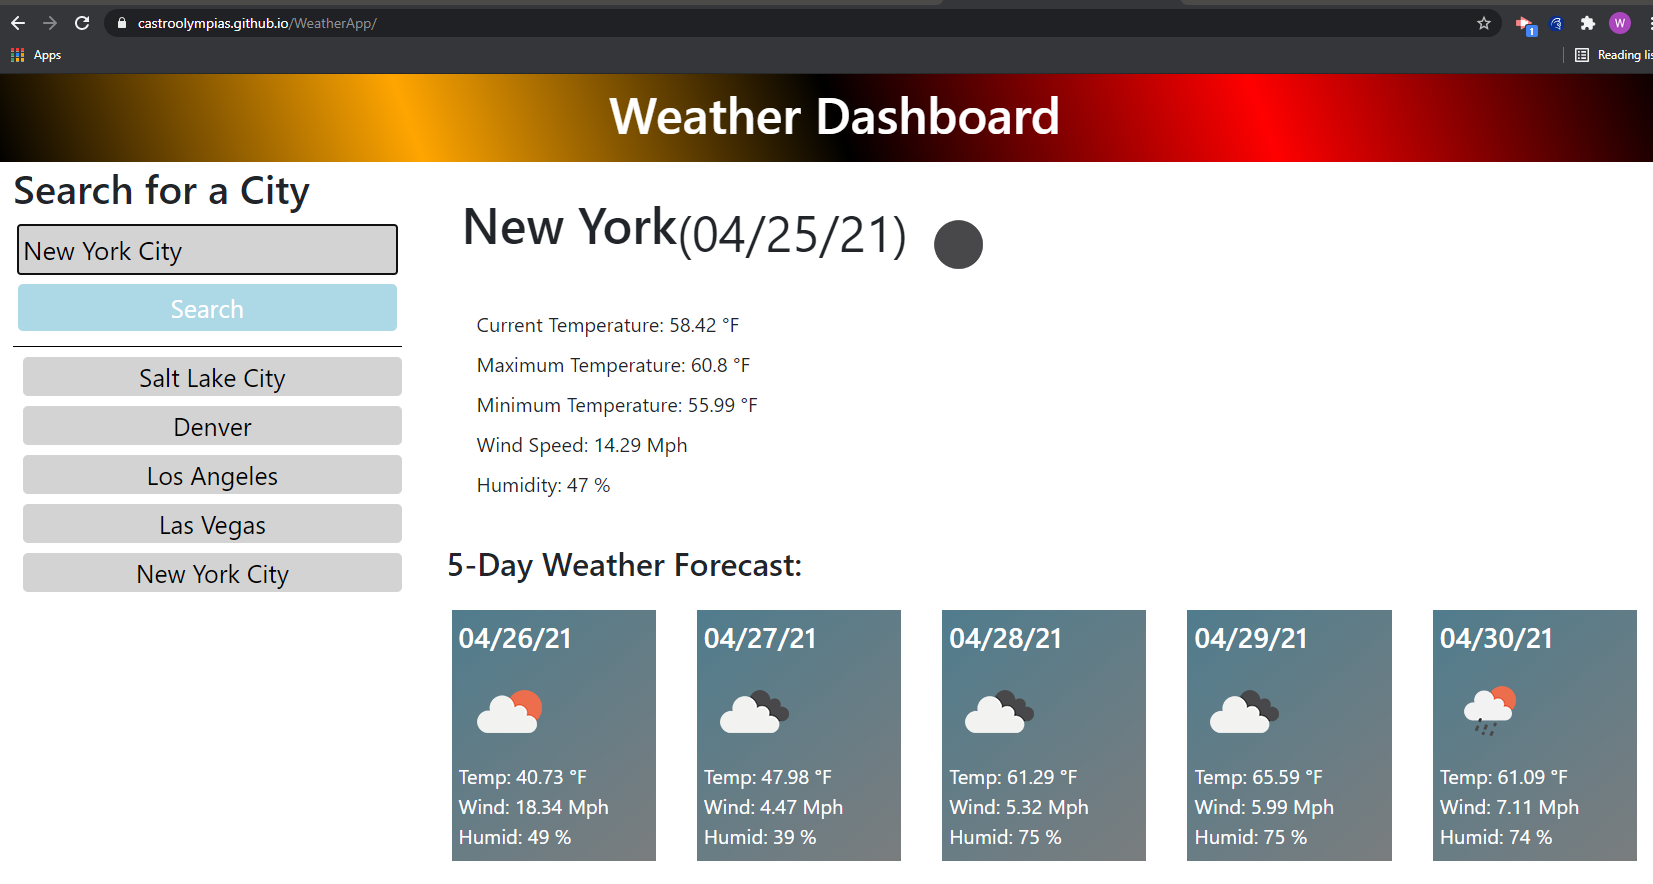 castroolympias.github.io/WeatherApp/
1
W
Apps
Reading lis
Weather Dashboard
Search for a City
New York City
Search
Salt Lake City
Denver
Los Angeles
Las Vegas
New York City
New York(04/25/21)
Current Temperature: 58.42 °F
Maximum Temperature: 60.8 °F
Minimum Temperature: 55.99 °F
Wind Speed: 14.29 Mph
Humidity: 47 %
5-Day Weather Forecast:
04/26/21
Temp: 40.73 °F
Wind: 18.34 Mph
Humid: 49 %
04/27/21
Temp: 47.98 °F
Wind: 4.47 Mph
Humid: 39 %
04/28/21
Temp: 61.29 °F
Wind: 5.32 Mph
Humid: 75 %
04/29/21
Temp: 65.59 °F
Wind: 5.99 Mph
Humid: 75 %
04/30/21
Temp: 61.09 °F
Wind: 7.11 Mph
Humid: 74 %